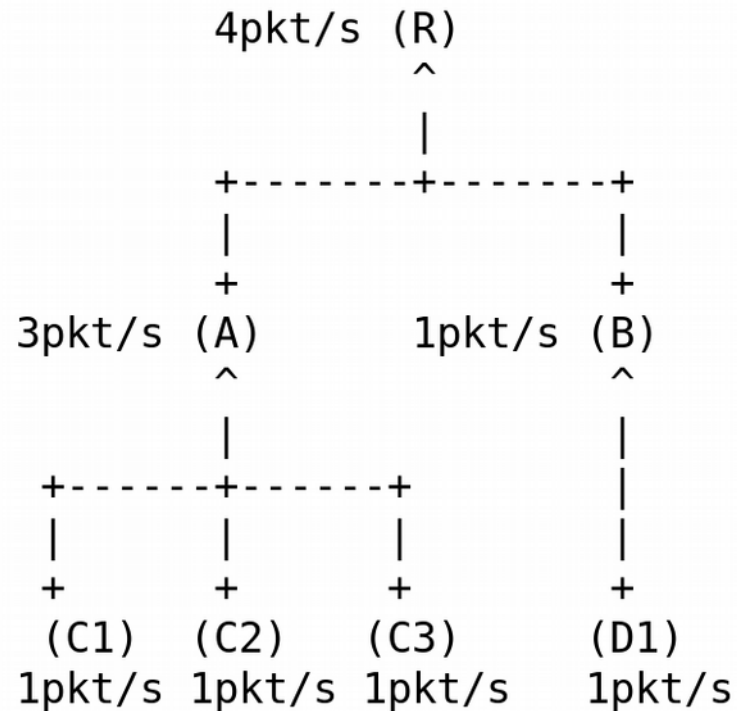 4pkt/s (R)
^
|
+-------+-------+
| |
+ +
3pkt/s (A) 1pkt/s (B)
^ ^
| |
+------+------+ |
| | | |
+ + + +
(C1) (C2) (C3) (D1)
1pkt/s 1pkt/s 1pkt/s 1pkt/s